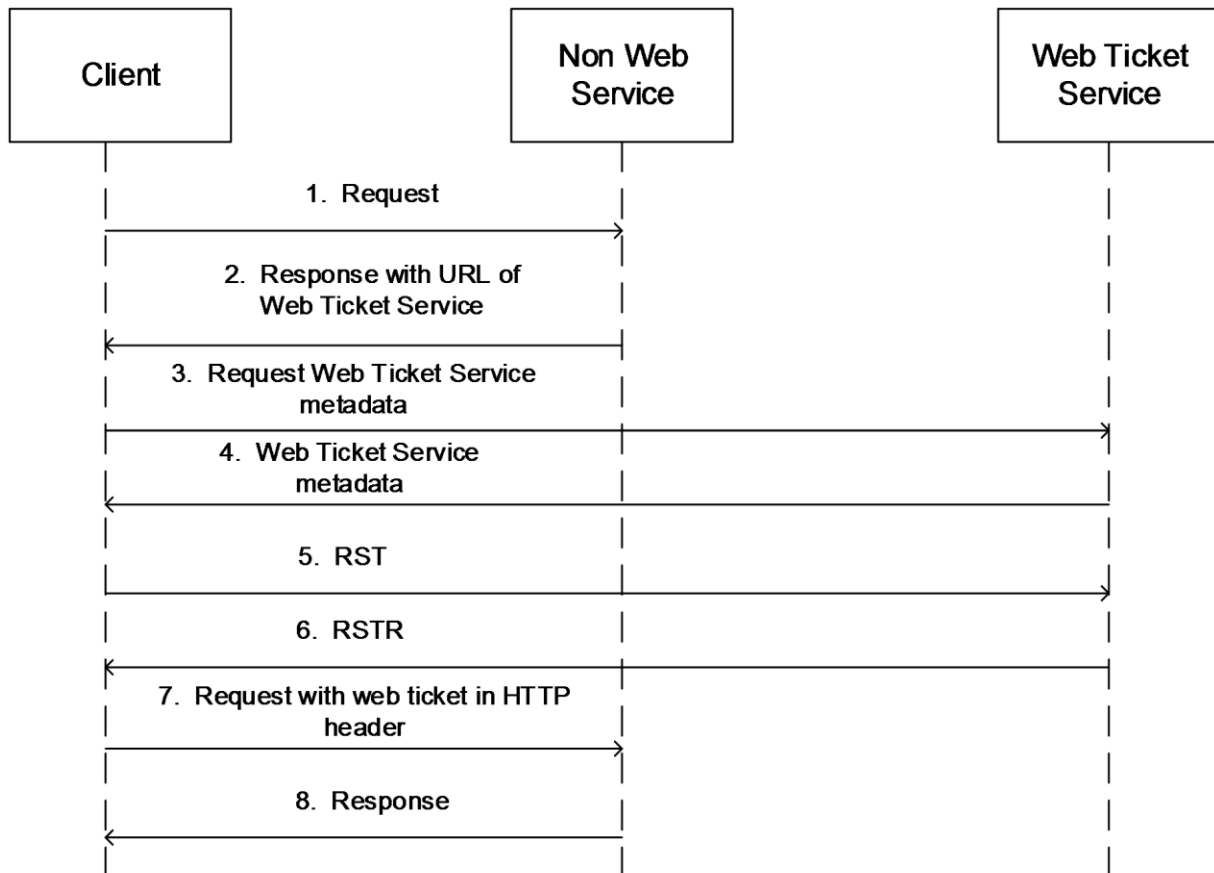 Client
Non Web
Service
Web Ticket
Service
1. Request
2. Response with URL of
Web Ticket Service
3. Request Web Ticket Service
metadata
4. Web Ticket Service
metadata
5. RST
6. RSTR
7. Request with web ticket in HTTP
header
8. Response